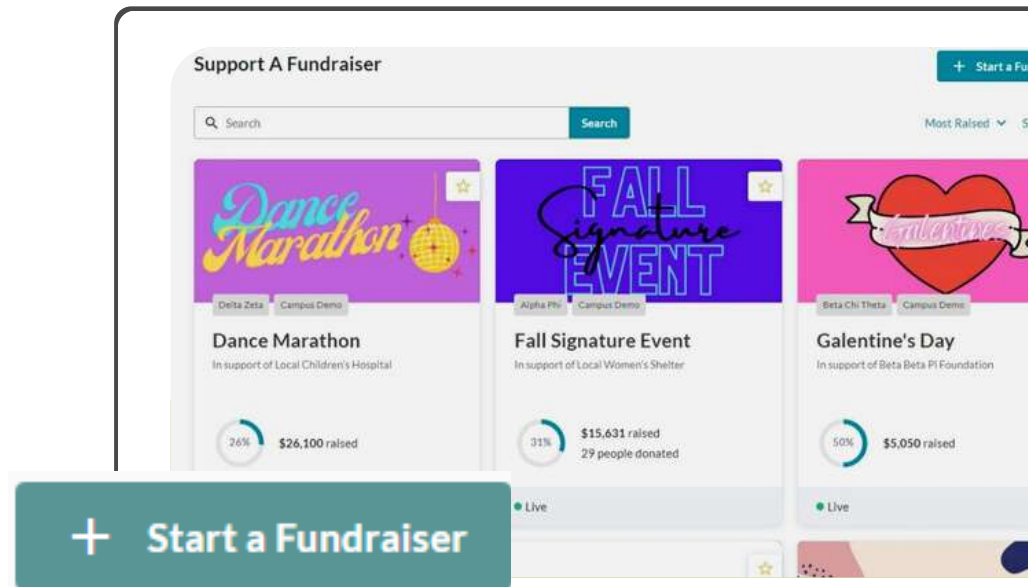 Support A Fundraiser
+ Start a Fu
Search
Search
Most Raised
S
Dance
Marathon
FALL
Signature
EVENT
Galentines
Delta Zeta
Campus Demo
Alpha Phi
Campus Demo
Beta Chi Theta
Campus Demo
Dance Marathon
In support of Local Children's Hospital
Fall Signature Event
In support of Local Women's Shelter
Galentine's Day
In support of Beta Beta Pi Foundation
26%
$26,100 raised
31%
$15,631 raised
29 people donated
50%
$5,050 raised
Live
Live
+ Start a Fundraiser